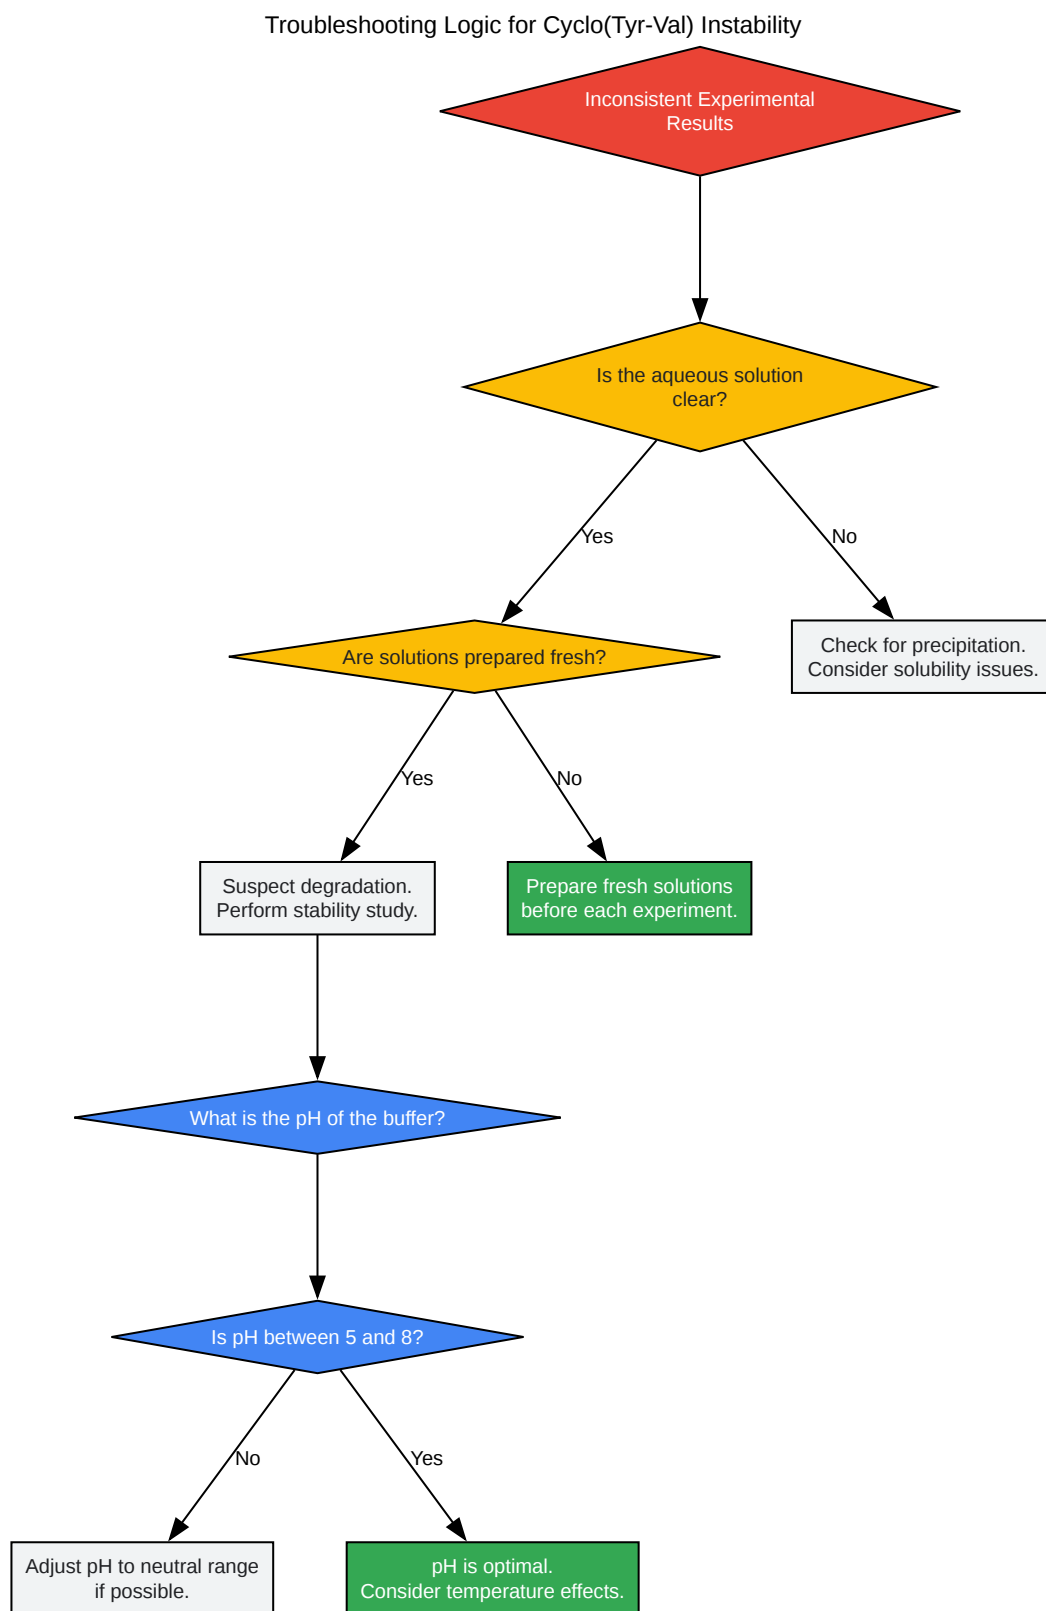 Troubleshooting Logic for Cyclo(Tyr-Val) Instability
Inconsistent Experimental
Results
Is the aqueous solution
clear?
Yes
No
Are solutions prepared fresh?
Check for precipitation.
Consider solubility issues.
Yes
No
Suspect degradation.
Perform stability study.
Prepare fresh solutions
before each experiment.
What is the pH of the buffer?
Is pH between 5 and 8?
No
Yes
Adjust pH to neutral range
if possible.
pH is optimal.
Consider temperature effects.